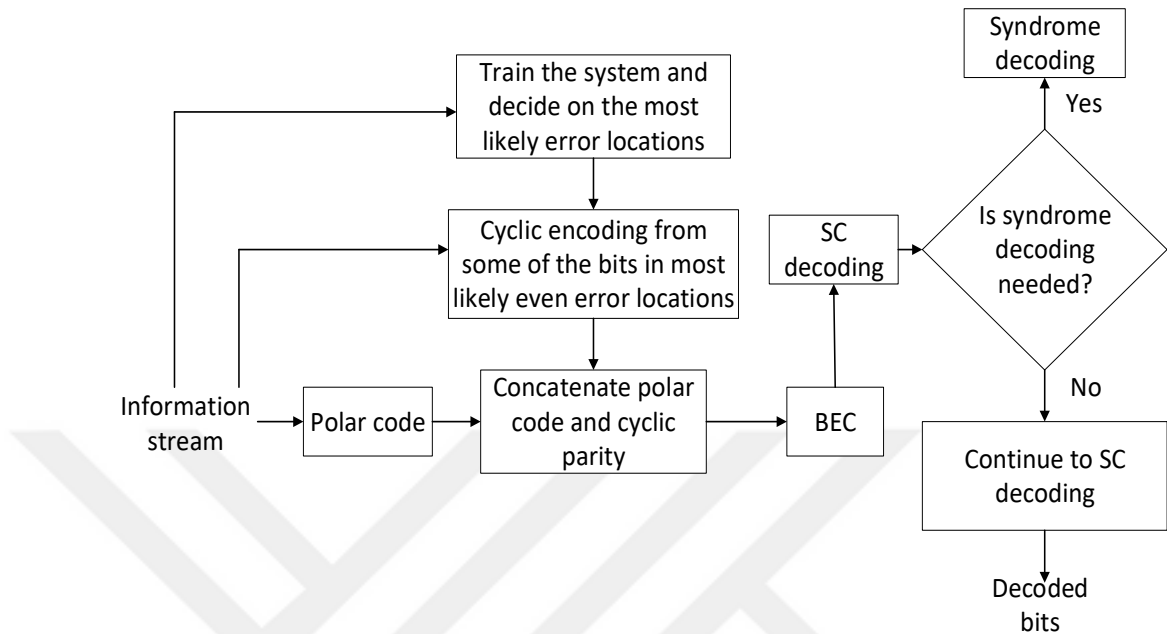 Train the system and
decide on the most
likely error locations
Cyclic encoding from
some of the bits in most
likely even error locations
Information
stream
Polar code
Concatenate polar
code and cyclic
parity
BEC
SC
decoding
Is syndrome
decoding
needed?
Yes
Syndrome
decoding
No
Continue to SC
decoding
Decoded
bits